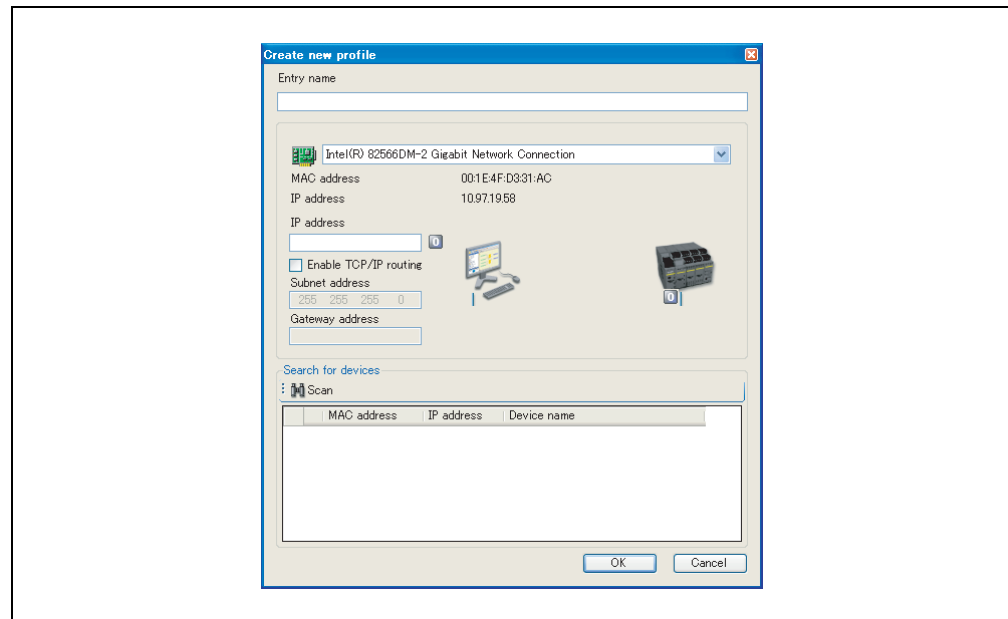 Create new profile
Entry name
Intel(R) 82566DM-2 Gigabit Network Connection
MAC address 00:1E:4F:D3:31:AC
IP address 10.97.19.58
IP address
0
Enable TCP/IP routing
Subnet address
255 255 255 0
0
Gateway address
Search for devices
Scan
MAC address IP address Device name
OK Cancel